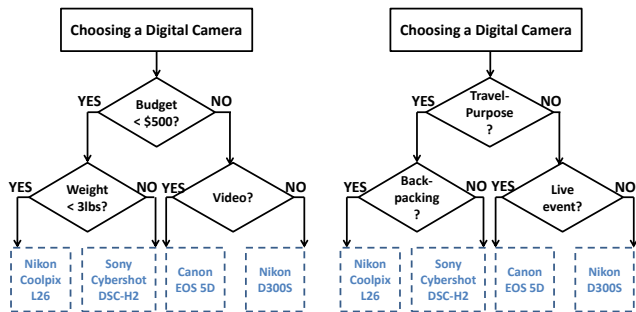 Choosing a Digital Camera
YES
Budget
< $500?
NO
YES
Weight
< 3lbs?
NO
YES
Video?
NO
Nikon
Coolpix
L26
Sony
Cybershot
DSC-H2
Canon
EOS 5D
Nikon
D300S
Choosing a Digital Camera
YES
Travel-
Purpose
?
NO
YES
Back-
packing
?
NO
YES
Live
event?
NO
Nikon
Coolpix
L26
Sony
Cybershot
DSC-H2
Canon
EOS 5D
Nikon
D300S